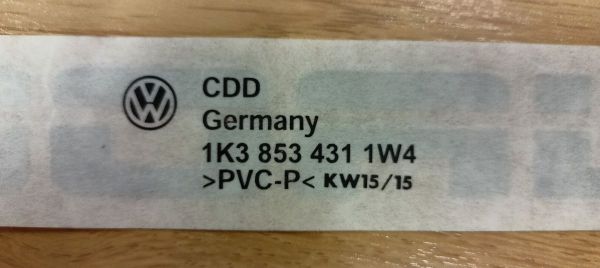 CDD
Germany
1K3 853 431 1W4
>PVC-P< KW15/15